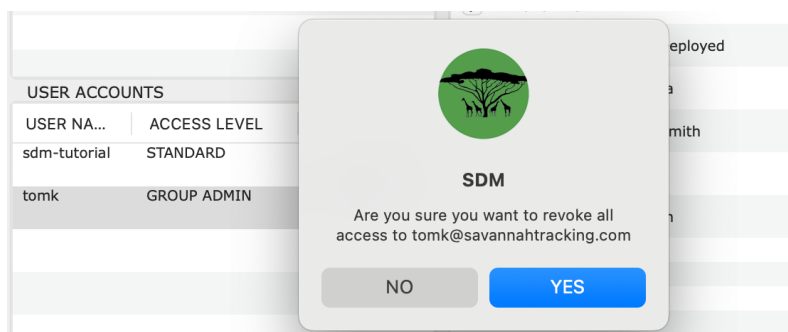 eployed
USER ACCOUNTS
a
USER NA... ACCESS LEVEL
mith
sdm-tutorial STANDARD
SDM
tomk GROUP ADMIN
Are you sure you want to revoke all
access to tomk@savannahtracking.com
NO YES